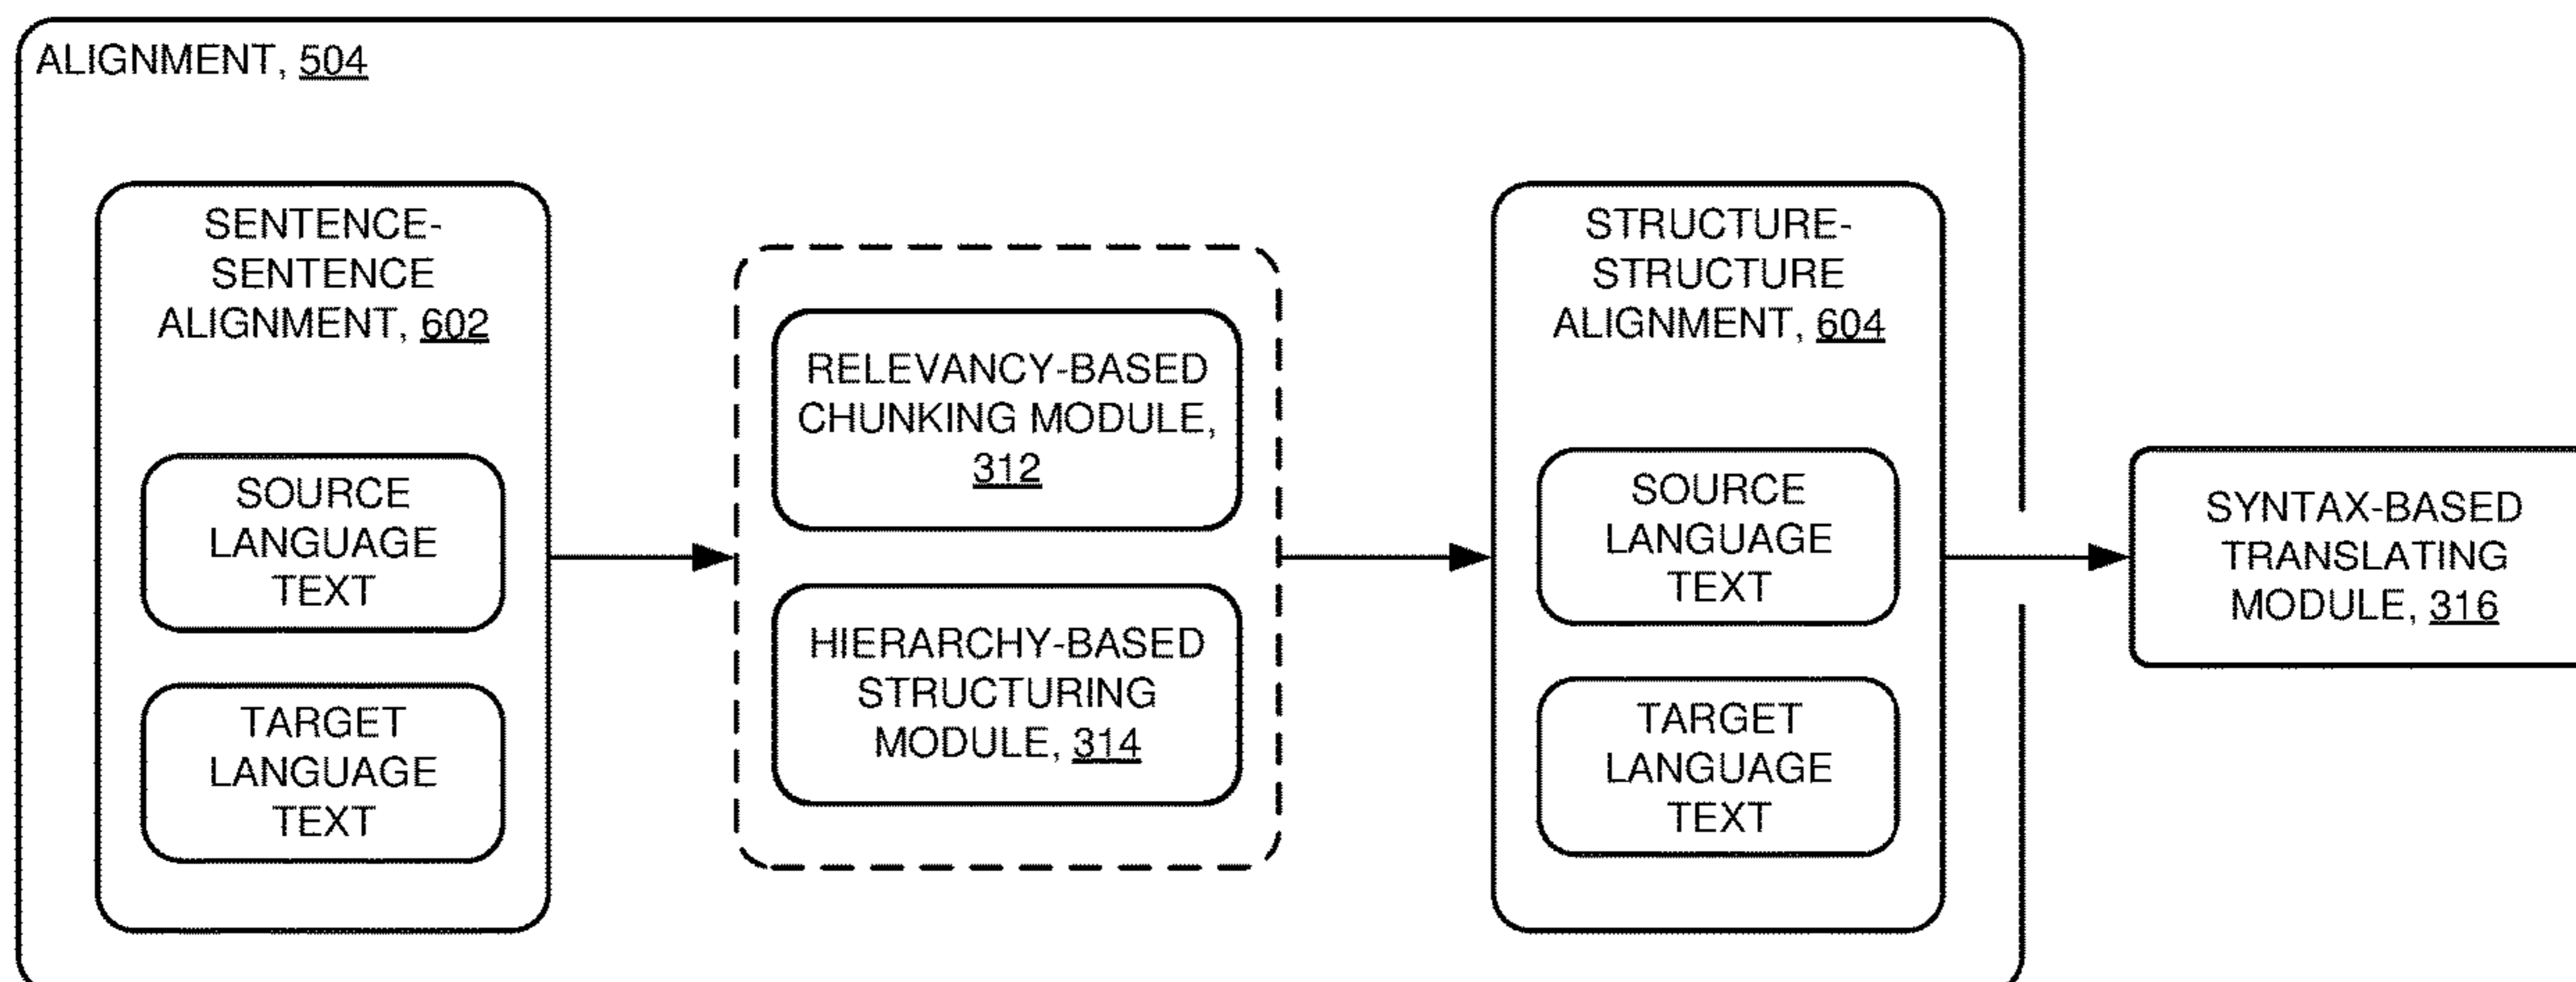 ALIGNMENT, 504
SENTENCE-
SENTENCE
ALIGNMENT, 602
SOURCE
LANGUAGE
TEXT
TARGET
LANGUAGE
TEXT
RELEVANCY-BASED
CHUNKING MODULE,
312
HIERARCHY-BASED
STRUCTURING
MODULE, 314
STRUCTURE-
STRUCTURE
ALIGNMENT, 604
SOURCE
LANGUAGE
TEXT
TARGET
LANGUAGE
TEXT
SYNTAX-BASED
TRANSLATING
MODULE, 316